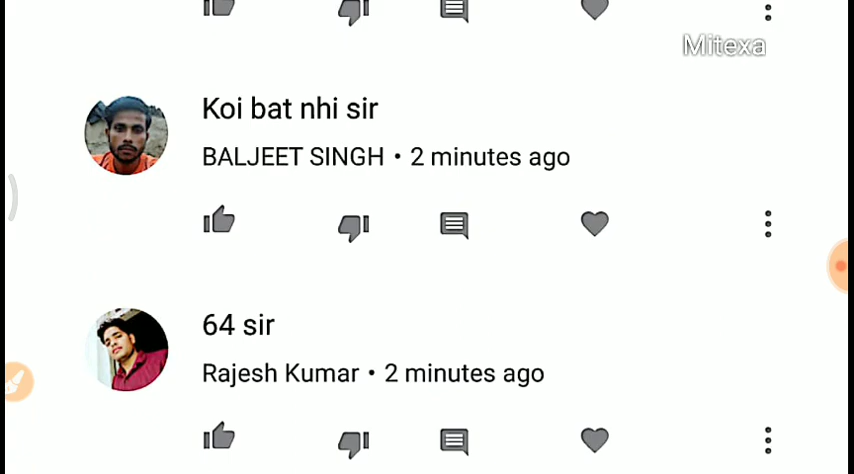 Mitexa
Koi bat nhi sir
BALJEET SINGH • 2 minutes ago
64 sir
Rajesh Kumar • 2 minutes ago